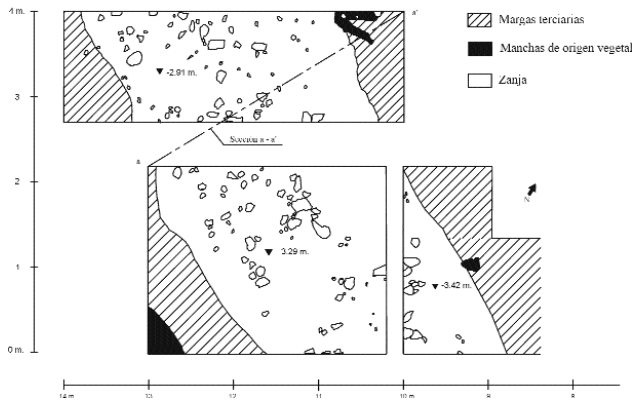 4 m.
a'
Margas terciarias
Manchas de origen vegetal
Zanja
-2.91 m.
3
Sección a - a'
a
2
N
3.29 m.
1
-3.42 m.
0 m.
14 m
13
12
11
10 m
9
8